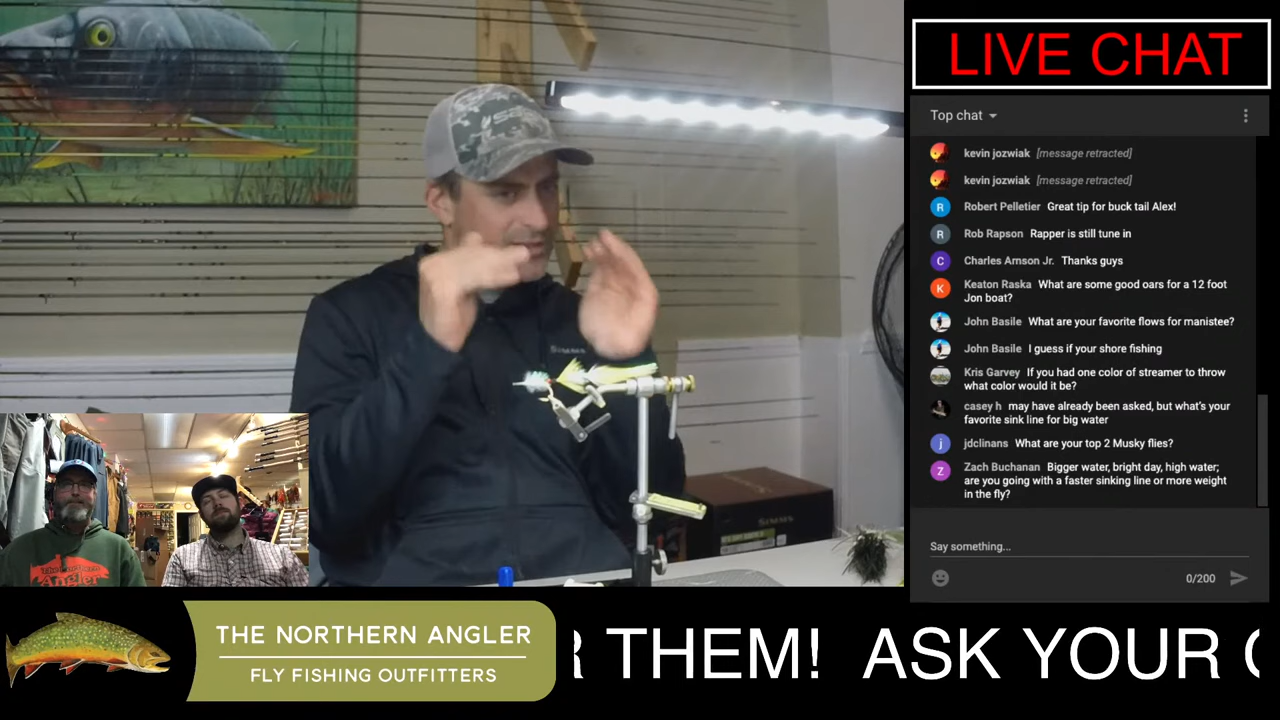 LIVE CHAT
Top chat
kevin jozwiak [message retracted]
kevin jozwiak [message retracted]
R Robert Pelletier Great tip for buck tail Alex!
R Rob Rapson Rapper is still tune in
C Charles Arnson Jr. Thanks guys
K Keaton Raska What are some good oars for a 12 foot
Jon boat?
John Basile What are your favorite flows for manistee?
John Basile I guess if your shore fishing
Kris Garvey If you had one color of streamer to throw
what color would it be?
casey h may have already been asked, but what's your
favorite sink line for big water
j jdclinans What are your top 2 Musky flies?
Z Zach Buchanan Bigger water, bright day, high water;
are you going with a faster sinking line or more weight
in the fly?
Say something...
0/200
SIMMS
SIMMS
The Northern
Angler
THE NORTHERN ANGLER
FLY FISHING OUTFITTERS
R THEM! ASK YOUR